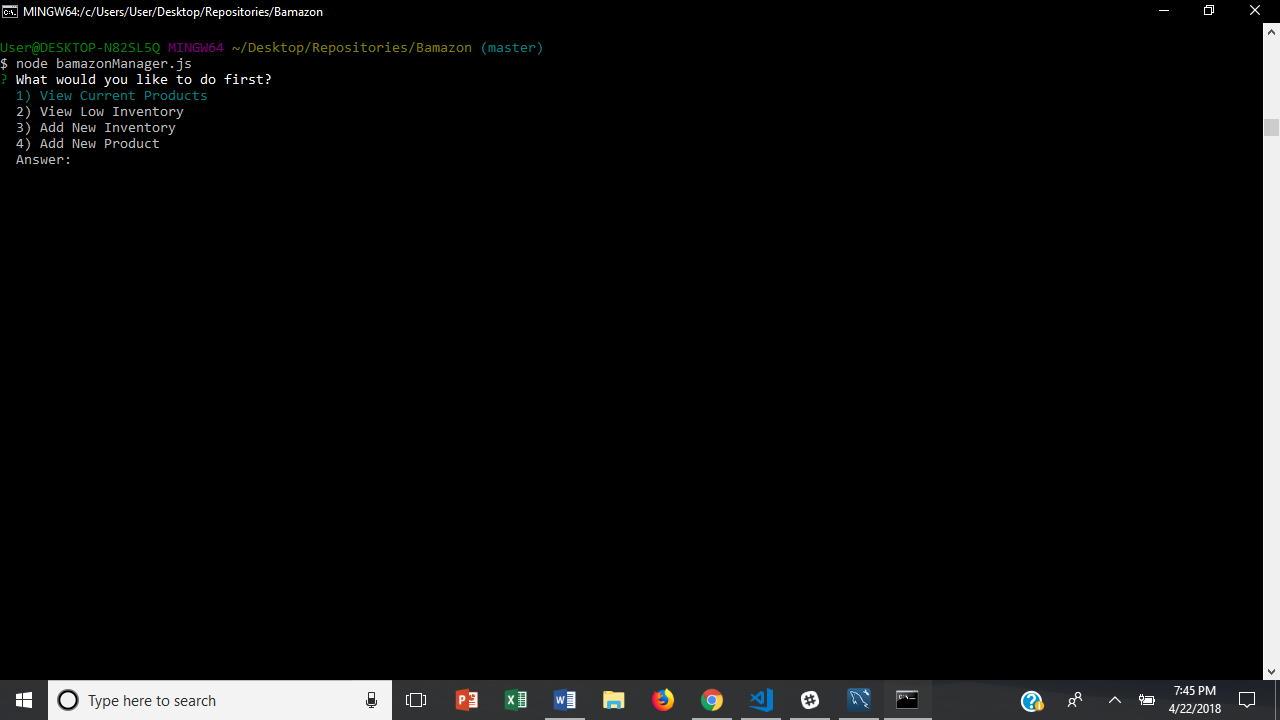 MINGW64:/c/Users/User/Desktop/Repositories/Bamazon
User@DESKTOP-N82SL5Q MINGW64 ~/Desktop/Repositories/Bamazon (master)
$ node bamazonManager.js
? What would you like to do first?
1) View Current Products
2) View Low Inventory
3) Add New Inventory
4) Add New Product
Answer:
Type here to search
7:45 PM
4/22/2018